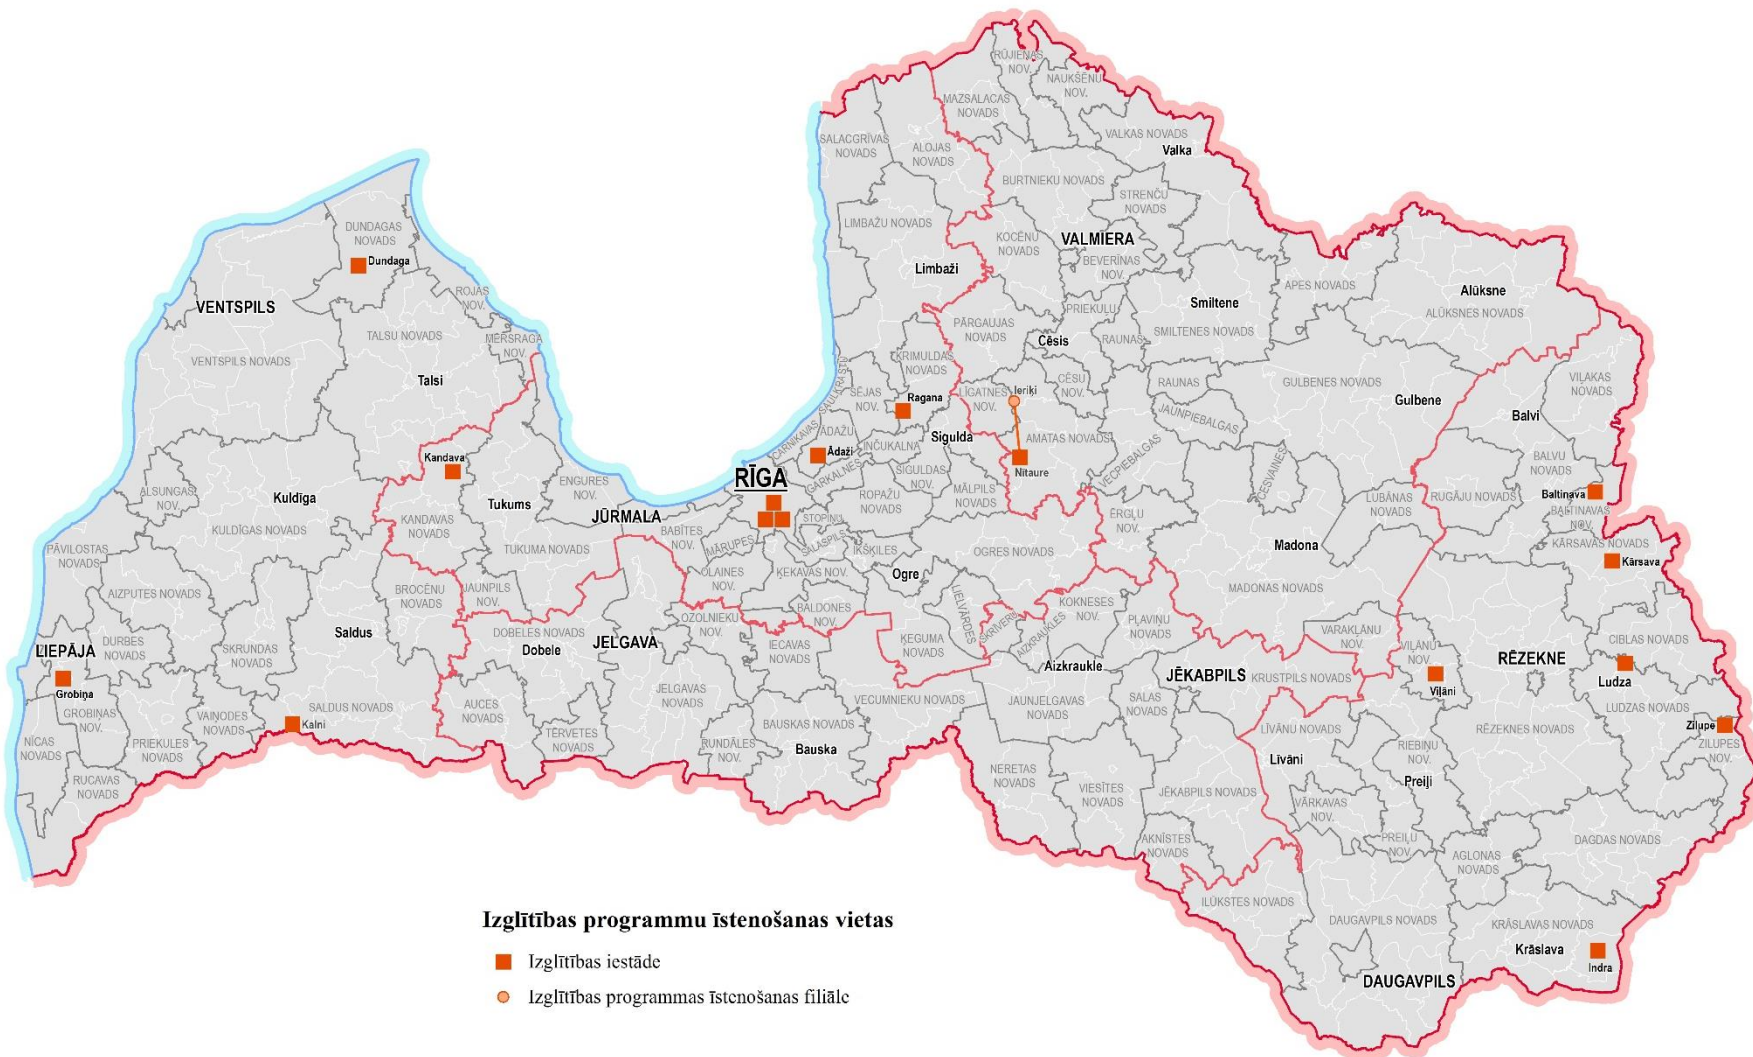 RŪJIENAS
NOV.
NAUKŠĒNU
NOV.
MAZSALACAS
NOVADS
VALKAS NOVADS
Valka
SALACGRĪVAS
NOVADS
ALOJAS
NOVADS
BURTNIEKU NOVADS
STRENČU
NOVADS
LIMBAŽU NOVADS
KOCĒNU
NOVADS
VALMIERA
BEVERĪNAS
NOV.
Limbaži
DUNDAGAS
NOVADS
Dundaga
ROJAS
NOV.
VENTSPILS
VENTSPILS NOVADS
TALSU NOVADS
MĒRSRAGA
NOV.
Talsi
APES NOVADS
Alūksne
ALŪKSNES NOVADS
Smiltene
SMILTENES NOVADS
PRIEKUĻU
PĀRGAUJAS
NOVADS
Cēsis
RAUNAS
KRIMULDAS
NOVADS
SAULKRASTU
SĒJAS
NOV.
Ragana
LĪGATNES
NOV.
Ieriķi
CĒSU
NOV.
RAUNAS
JAUNPIEBALGAS
GULBENES NOVADS
Gulbene
VIĻAKAS
NOVADS
Balvi
BALVU
NOVADS
RUGĀJU NOVADS
Baltinava
BALTINAVAS
NOV.
CARNIKAVAS
ĀDAŽU
Ādaži
INČUKALNA
Sigulda
AMATAS NOVADS
Nītaure
VECPIEBALGAS
CESVAINES
LUBĀNAS
NOVADS
GARKALNES
SIGULDAS
NOV.
MĀLPILS
NOVADS
ROPAŽU
NOVADS
RĪGA
Kandava
KANDAVAS
NOVADS
Tukums
TUKUMA NOVADS
ENGURES
NOV.
JŪRMALA
BABĪTES
NOV.
MĀRUPES
STOPIŅU
SALASPILS
IKŠĶILES
OLAINES
NOV.
ĶEKAVAS NOV.
Ogre
OGRES NOVADS
ĒRGĻU
NOV.
Madona
MADONAS NOVADS
KĀRSAVAS NOVADS
Kārsava
ALSUNGAS
NOV.
Kuldīga
KULDĪGAS NOVADS
PĀVILOSTAS
NOVADS
AIZPUTES NOVADS
BROCĒNU
NOVADS
JAUNPILS
NOV.
BALDONES
NOV.
LIELVĀRDES
KOKNESES
NOV.
PĻAVIŅU
NOVADS
DOBELES NOVADS
Dobele
JELGAVA
OZOLNIEKU
NOV.
IECAVAS
NOVADS
ĶEGUMA
NOVADS
SKRĪVERU
AIZKRAUKLES
Aizkraukle
VARAKĻĀNU
NOV.
VIĻĀNU
NOV.
Viļāni
RĒZEKNE
RĒZEKNES NOVADS
CIBLAS NOVADS
Ludza
LUDZAS NOVADS
Zilupe
ZILUPES
NOV.
LIEPĀJA
Grobiņa
GROBIŅAS
NOV.
DURBES
NOVADS
SKRUNDAS
NOVADS
Saldus
SALDUS NOVADS
Kalni
VAIŅODES
NOVADS
PRIEKULES
NOVADS
NĪCAS
NOVADS
RUCAVAS
NOVADS
AUCES
NOVADS
TĒRVETES
NOVADS
JELGAVAS
NOVADS
RUNDĀLES
NOV.
BAUSKAS NOVADS
Bauska
VECUMNIEKU NOVADS
JAUNJELGAVAS
NOVADS
JĒKABPILS
KRUSTPILS NOVADS
SALAS
NOVADS
NERETAS
NOVADS
VIESĪTES
NOVADS
JĒKABPILS NOVADS
AKNĪSTES
NOVADS
LĪVĀNU NOVADS
Līvāni
RIEBIŅU
NOV.
Preiļi
VĀRKAVAS
NOV.
PREIĻU
NOV.
AGLONAS
NOVADS
DAGDAS NOVADS
ILŪKSTES NOVADS
DAUGAVPILS NOVADS
DAUGAVPILS
KRĀSLAVAS NOVADS
Krāslava
Indra
Izglītības programmu īstenošanas vietas
Izglītības iestāde
Izglītības programmas īstenošanas filiāle